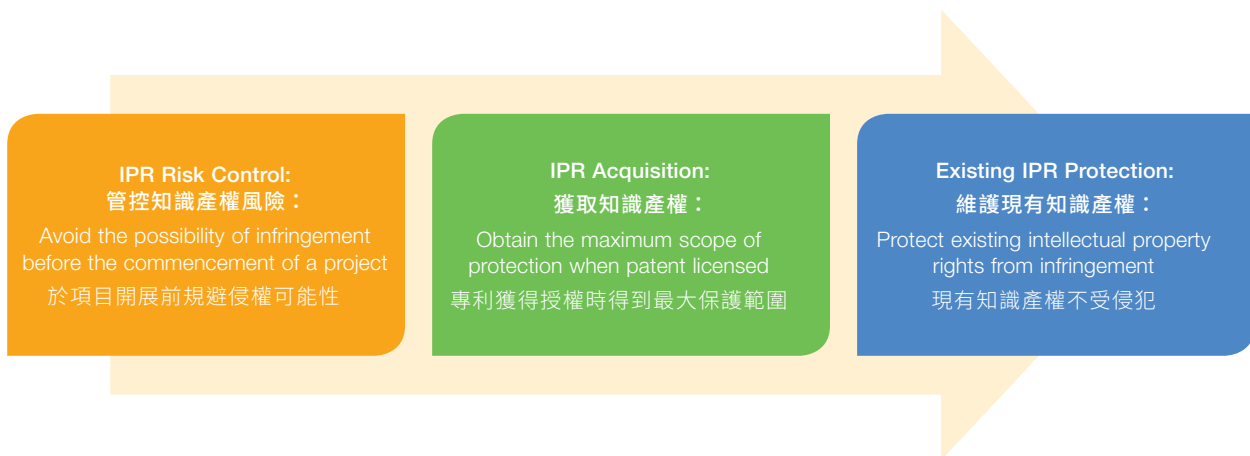 IPR Risk Control:
管控知識產權風險：
Avoid the possibility of infringement
before the commencement of a project
於項目開展前規避侵權可能性
IPR Acquisition:
獲取知識產權：
Obtain the maximum scope of
protection when patent licensed
專利獲得授權時得到最大保護範圍
Existing IPR Protection:
維護現有知識產權：
Protect existing intellectual property
rights from infringement
現有知識產權不受侵犯